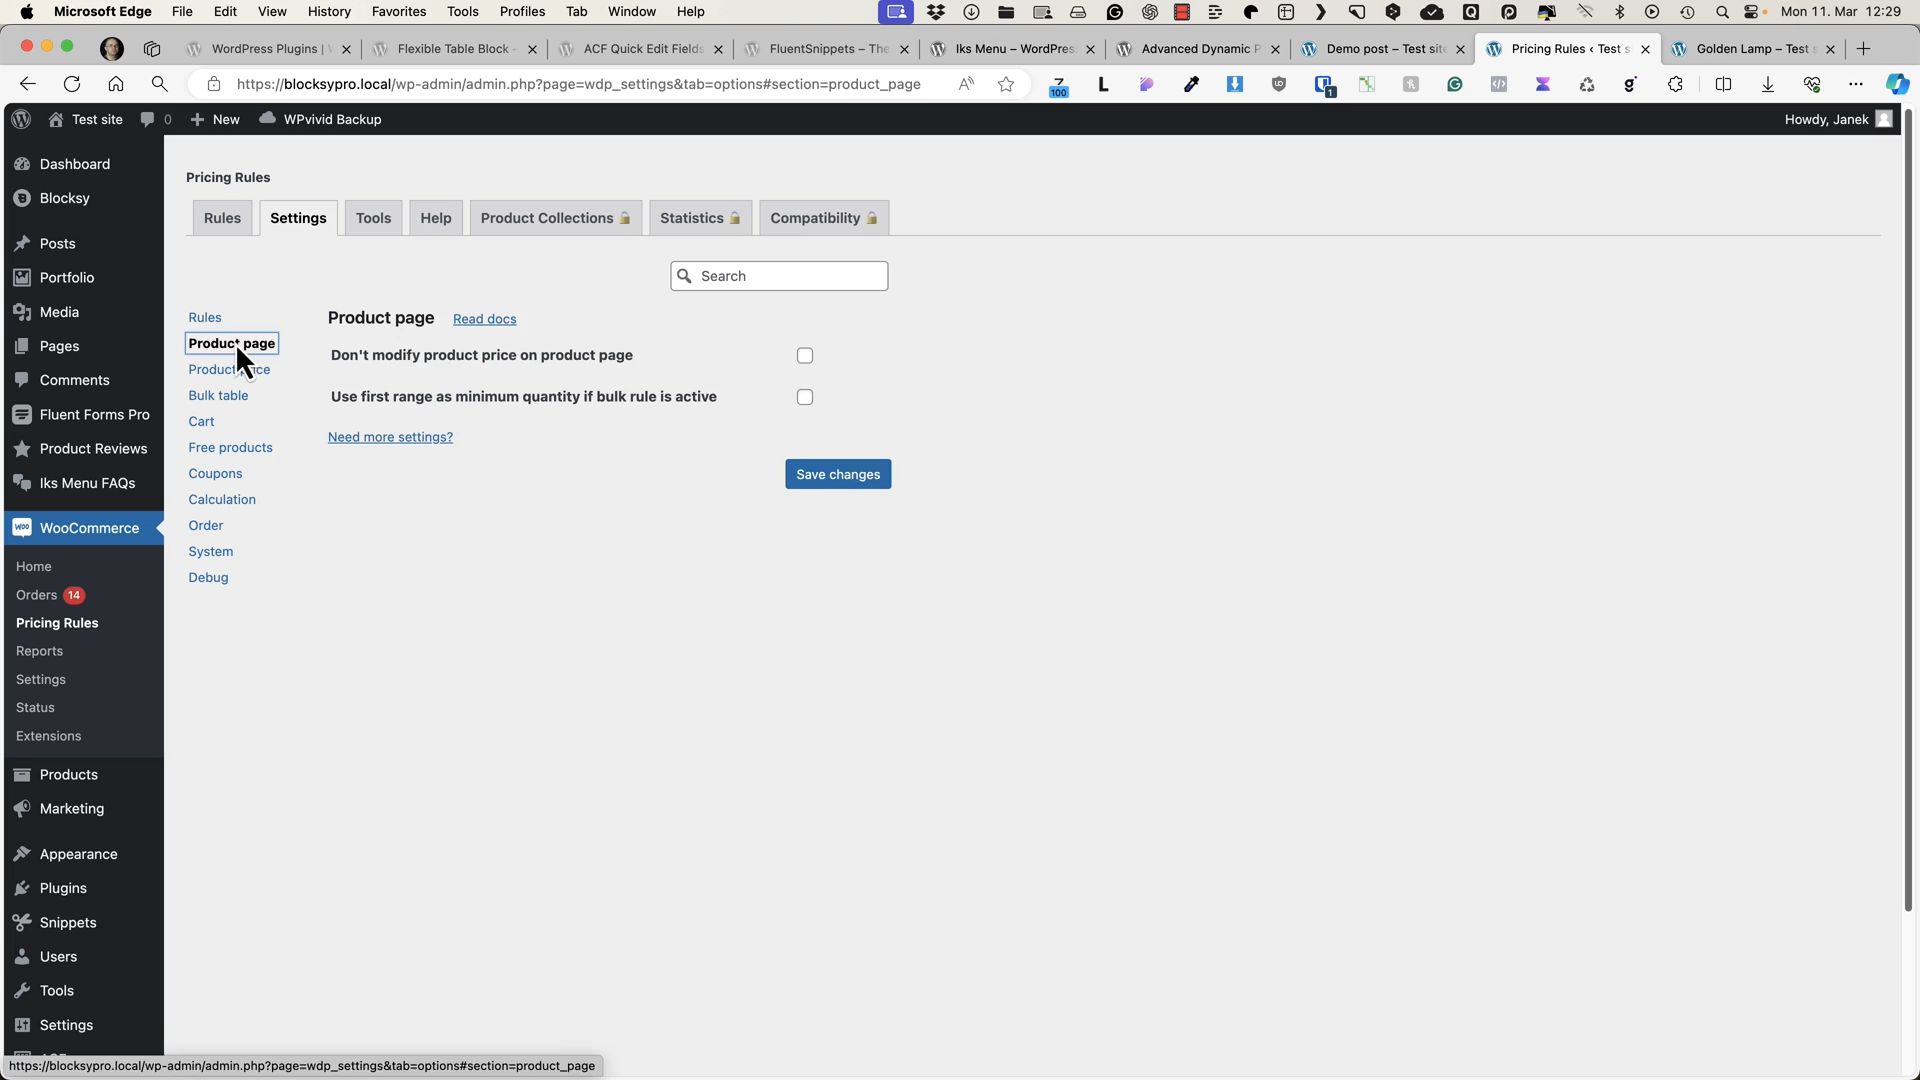 Microsoft Edge File Edit View History Favorites Tools Profiles Tab Window Help Mon 11. Mar 12:29
WordPress Plugins | Flexible Table Block - ACF Quick Edit Fields FluentSnippets – The Iks Menu – WordPres Advanced Dynamic P Demo post – Test site Pricing Rules ‹ Test s Golden Lamp – Test s
https://blocksypro.local/wp-admin/admin.php?page=wdp_settings&tab=options#section=product_page
100
1
Test site 0 New WPvivid Backup Howdy, Janek
Dashboard
Blocksy
Posts
Portfolio
Media
Pages
Comments
Fluent Forms Pro
Product Reviews
Iks Menu FAQs
WooCommerce
Home
Orders 14
Pricing Rules
Reports
Settings
Status
Extensions
Products
Marketing
Appearance
Plugins
Snippets
Users
Tools
Settings
Pricing Rules
Rules Settings Tools Help Product Collections Statistics Compatibility
Search
Rules
Product page
Product price
Bulk table
Cart
Free products
Coupons
Calculation
Order
System
Debug
Product page Read docs
Don't modify product price on product page
Use first range as minimum quantity if bulk rule is active
Need more settings?
Save changes
https://blocksypro.local/wp-admin/admin.php?page=wdp_settings&tab=options#section=product_page